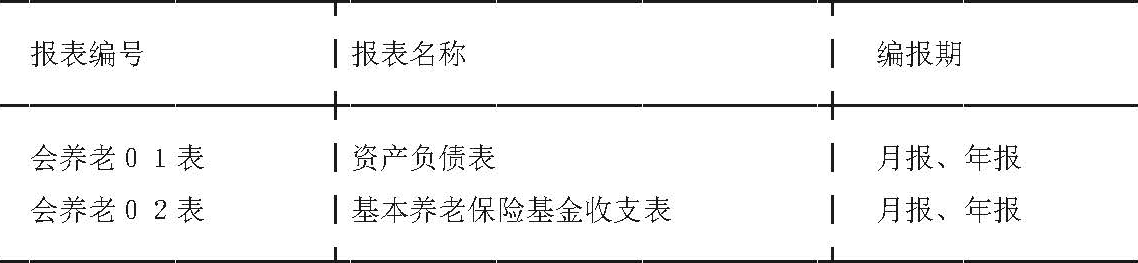 报表编号 报表名称 编报期
会养老０１表 资产负债表 月报、年报
会养老０２表 基本养老保险基金收支表 月报、年报